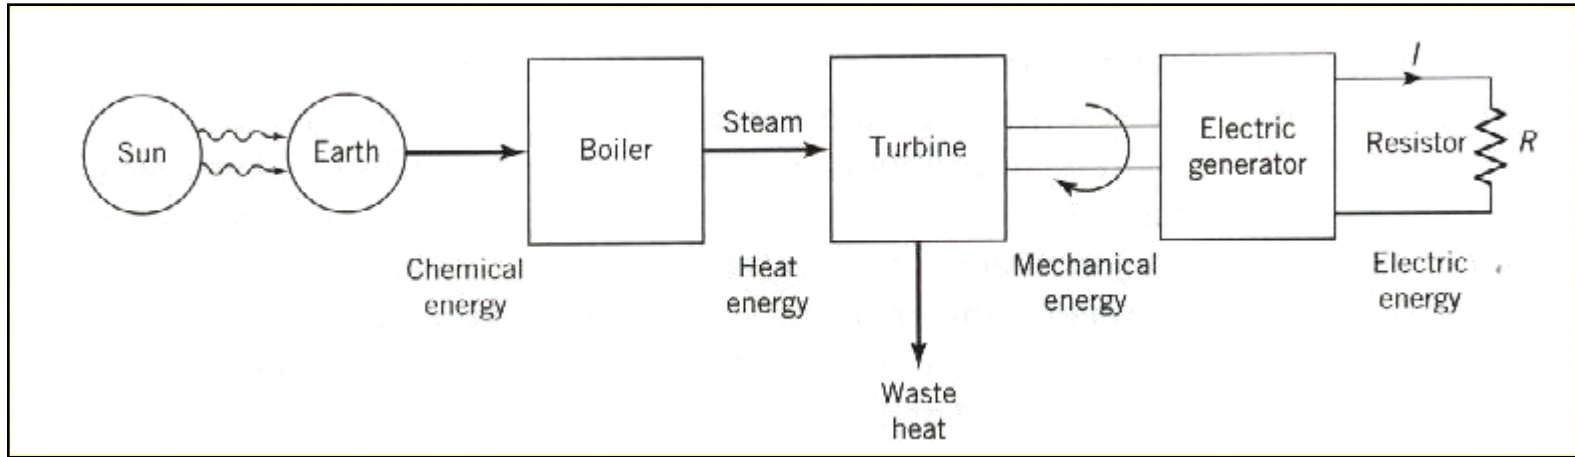 Sun
Earth
Chemical
energy
Boiler
Steam
Heat
energy
Turbine
Waste
heat
Mechanical
energy
Electric
generator
I
Resistor
R
Electric
energy